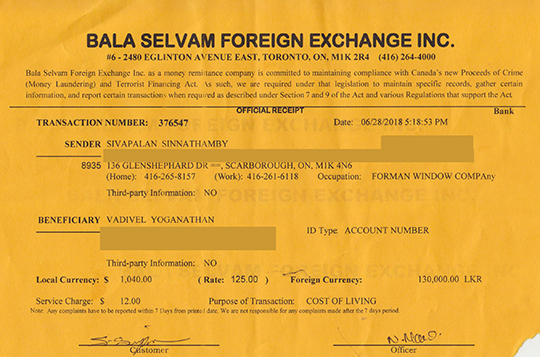 BALA SELVAM FOREIGN EXCHANGE INC.
#6 - 2480 EGLINTON AVENUE EAST, TORONTO, ON, M1K 2R4 (416) 264-4000
Bala Selvam Foreign Exchange Inc. as a money remittance company is committed to maintaining compliance with Canada's new Proceeds of Crime
(Money Laundering) and Terrorist Financing Act. As such, we are required under that legislation to maintain specific records, gather certain
information, and report certain transactions when required as described under Section 7 and 9 of the Act and various Regulations that support the Act.
OFFICIAL RECEIPT
Bank
TRANSACTION NUMBER: 376547 Date: 06/28/2018 5:18:53 PM
SENDER SIVAPALAN SINNATHAMBY
8935 136 GLENSHEPHARD DR ==, SCARBOROUGH, ON, M1K 4N6
(Home): 416-265-8157 (Work): 416-261-6118 Occupation: FORMAN WINDOW COMPAny
Third-party Information: NO
BENEFICIARY VADIVEL YOGANATHAN
ID Type: ACCOUNT NUMBER
Third-party Information: NO
Local Currency: $ 1,040.00 ( Rate: 125.00 ) Foreign Currency: 130,000.00 LKR
Service Charge: $ 12.00 Purpose of Transaction: COST OF LIVING
Note: Any complaints have to be reported within 7 Days from printed date. We are not responsible for any complaints made after the 7 days period.
Customer Officer